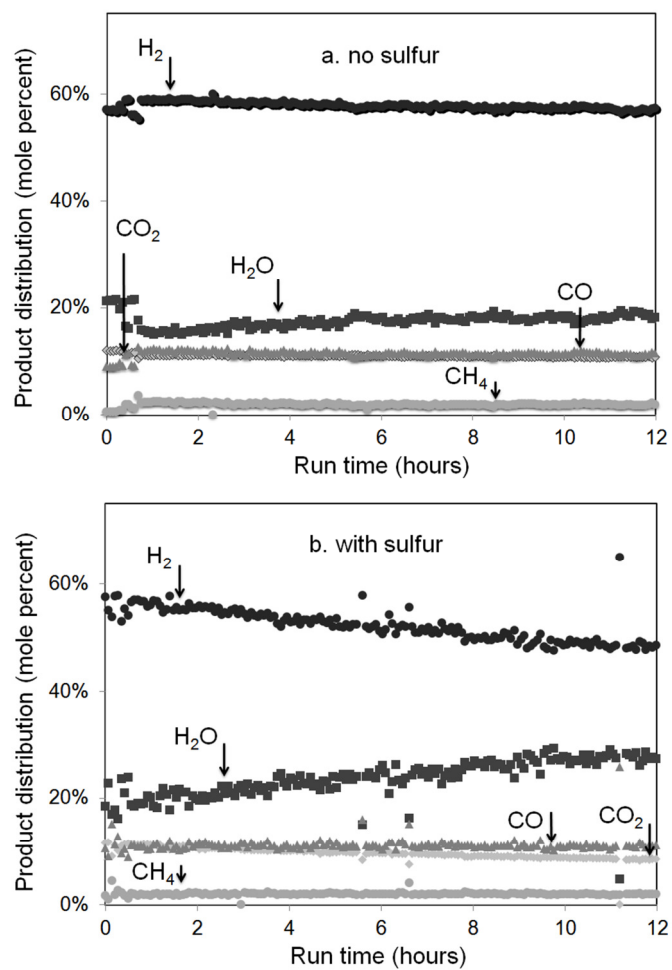 a. no sulfur
H₂
60%
40%
CO₂
H₂O
CO
20%
CH₄
0%
0 2 4 6 8 10 12
Run time (hours)
Product distribution (mole percent)
b. with sulfur
H₂
60%
40%
H₂O
20%
CO CO₂
CH₄
0%
0 2 4 6 8 10 12
Run time (hours)
Product distribution (mole percent)